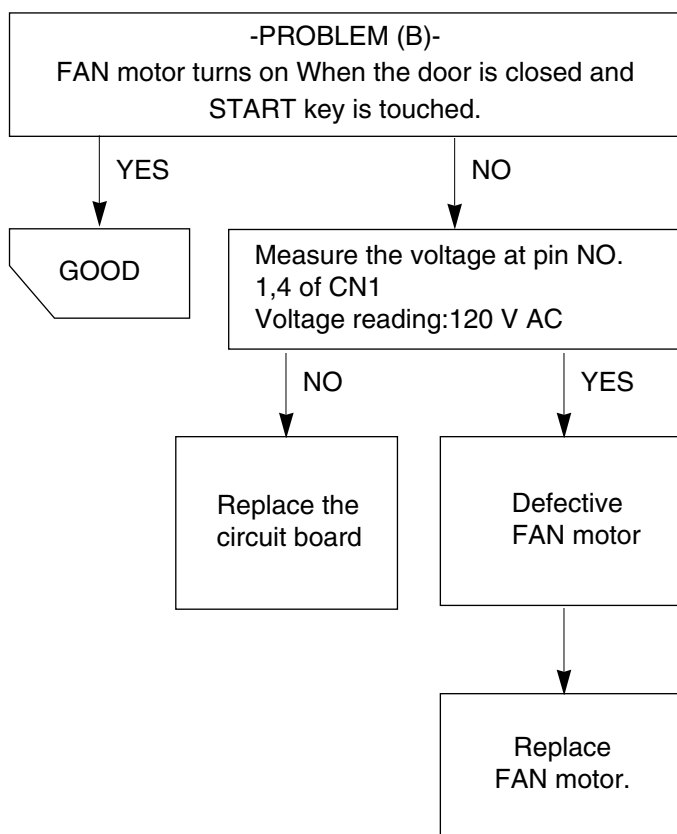 -PROBLEM (B)-
FAN motor turns on When the door is closed and
START key is touched.
YES
NO
GOOD
Measure the voltage at pin NO.
1,4 of CN1
Voltage reading:120 V AC
NO
YES
Replace the
circuit board
Defective
FAN motor
Replace
FAN motor.